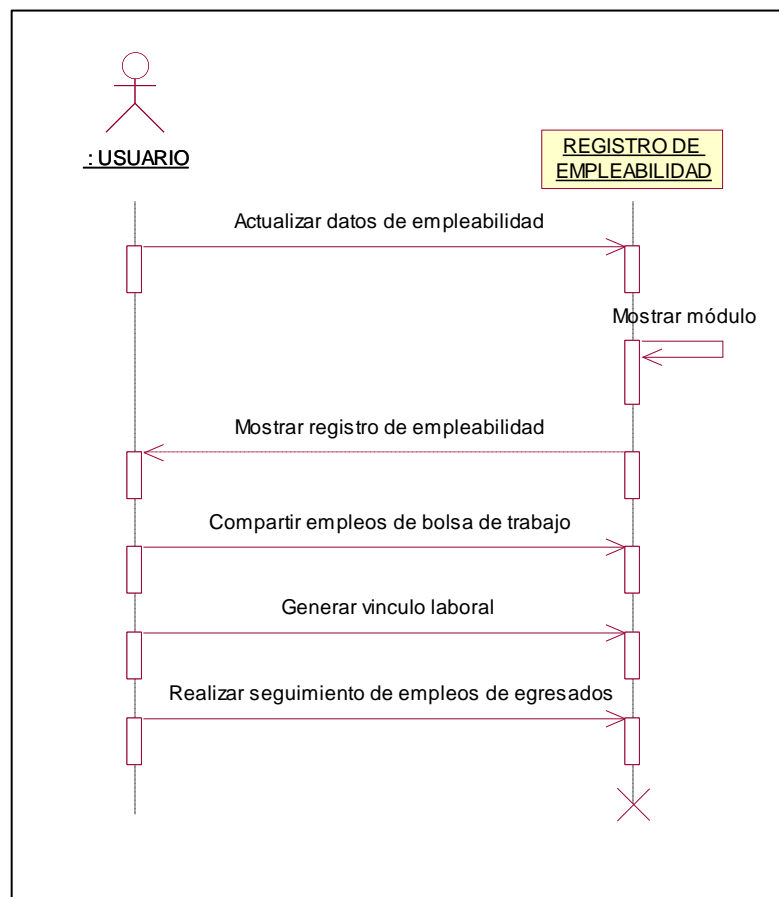 : USUARIO
REGISTRO DE
EMPLEABILIDAD
Actualizar datos de empleabilidad
Mostrar módulo
Mostrar registro de empleabilidad
Compartir empleos de bolsa de trabajo
Generar vinculo laboral
Realizar seguimiento de empleos de egresados